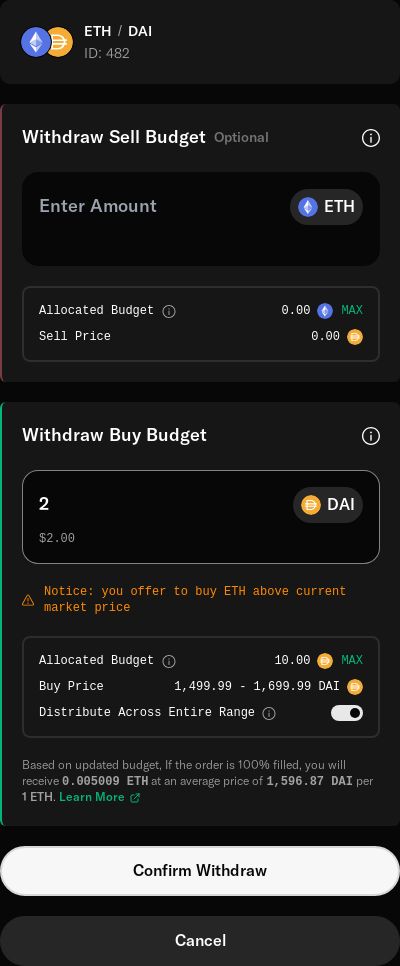 ETH / DAI
ID: 482
Withdraw Sell Budget Optional
Enter Amount ETH
Allocated Budget 0.00 MAX
Sell Price 0.00
Withdraw Buy Budget
2 DAI
$2.00
Notice: you offer to buy ETH above current
market price
Allocated Budget 10.00 MAX
Buy Price 1,499.99 - 1,699.99 DAI
Distribute Across Entire Range
Based on updated budget, If the order is 100% filled, you will
receive 0.005009 ETH at an average price of 1,596.87 DAI per
1 ETH. Learn More
Confirm Withdraw
Cancel